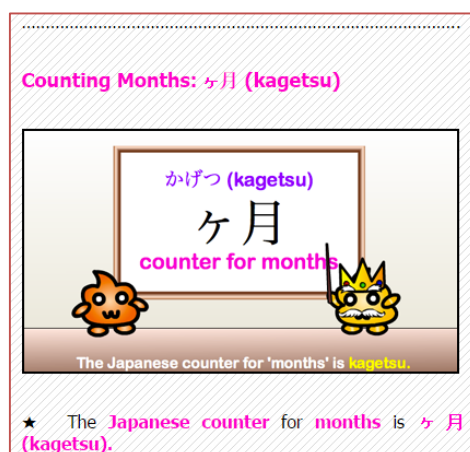 Counting Months: ヶ月 (kagetsu)
かげつ (kagetsu)
ヶ月
counter for months
The Japanese counter for 'months' is kagetsu.
★ The Japanese counter for months is ヶ月
(kagetsu).